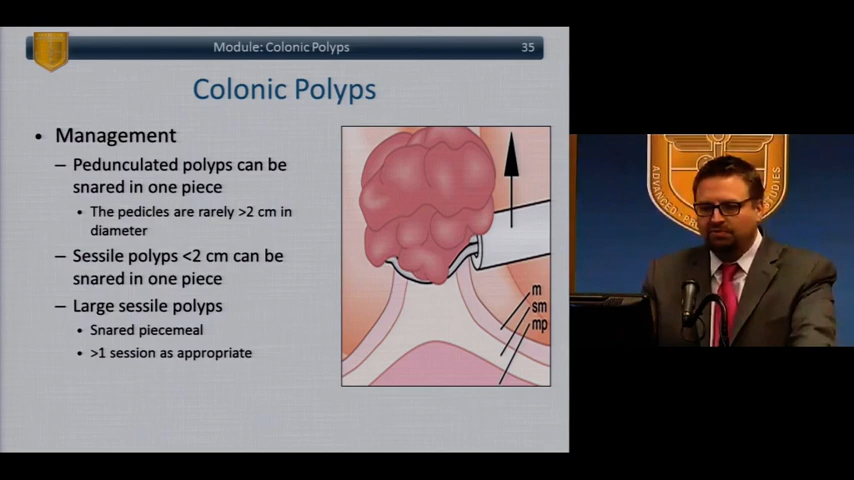 Module: Colonic Polyps
35
Colonic Polyps
• Management
– Pedunculated polyps can be
snared in one piece
• The pedicles are rarely >2 cm in
diameter
– Sessile polyps <2 cm can be
snared in one piece
– Large sessile polyps
• Snared piecemeal
• >1 session as appropriate
m
sm
mp
ADVANCED
STUDIES